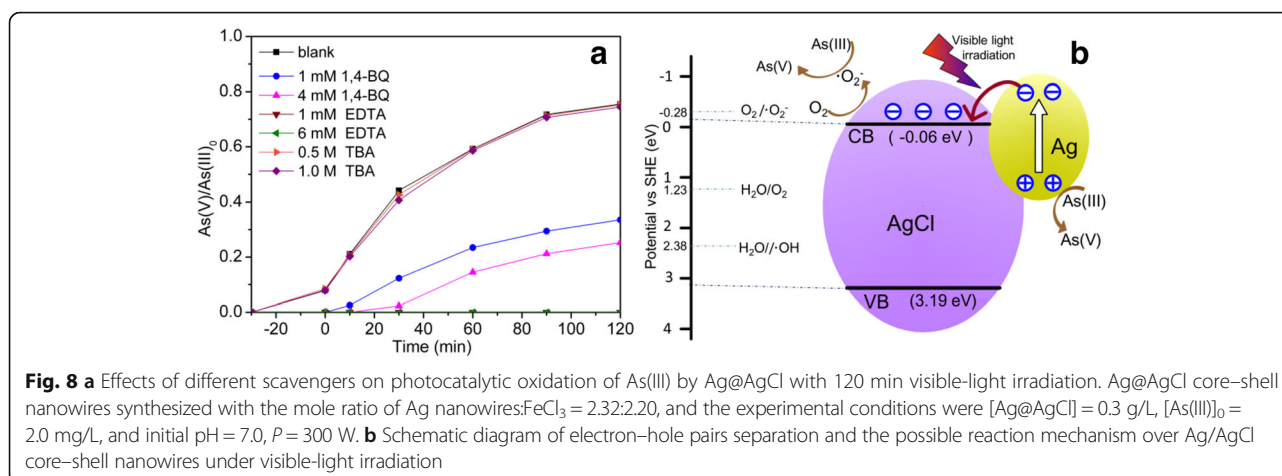 a
1.0
0.8
0.6
0.4
0.2
0.0
As(V)/As(III)₀
blank
1 mM 1,4-BQ
4 mM 1,4-BQ
1 mM EDTA
6 mM EDTA
0.5 M TBA
1.0 M TBA
-20 0 20 40 60 80 100 120
Time (min)
b
Potential vs SHE (eV)
-1
-0.28
0
1
1.23
2
2.38
3
4
O₂/·O₂⁻
H₂O/O₂
H₂O//·OH
As(III)
As(V)
·O₂⁻
O₂
Visible light
irradiation
CB (-0.06 eV)
AgCl
VB (3.19 eV)
Ag
As(III)
As(V)
Fig. 8 a Effects of different scavengers on photocatalytic oxidation of As(III) by Ag@AgCl with 120 min visible-light irradiation. Ag@AgCl core–shell
nanowires synthesized with the mole ratio of Ag nanowires:FeCl₃ = 2.32:2.20, and the experimental conditions were [Ag@AgCl] = 0.3 g/L, [As(III)]₀ =
2.0 mg/L, and initial pH = 7.0, P = 300 W. b Schematic diagram of electron–hole pairs separation and the possible reaction mechanism over Ag/AgCl
core–shell nanowires under visible-light irradiation